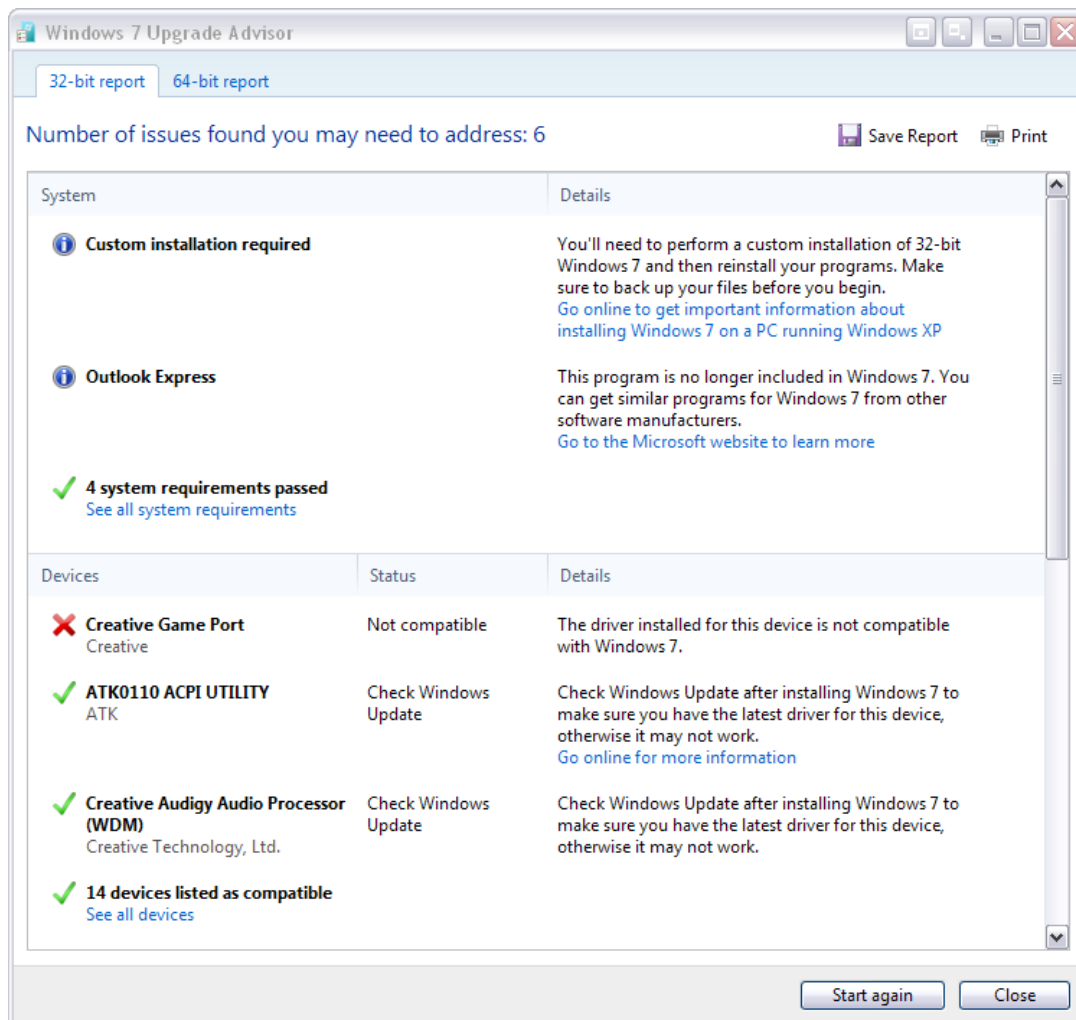 Windows 7 Upgrade Advisor
32-bit report 64-bit report
Number of issues found you may need to address: 6
Save Report Print
System Details
Custom installation required
You'll need to perform a custom installation of 32-bit
Windows 7 and then reinstall your programs. Make
sure to back up your files before you begin.
Go online to get important information about
installing Windows 7 on a PC running Windows XP
Outlook Express
This program is no longer included in Windows 7. You
can get similar programs for Windows 7 from other
software manufacturers.
Go to the Microsoft website to learn more
4 system requirements passed
See all system requirements
Devices Status Details
Creative Game Port
Creative
Not compatible
The driver installed for this device is not compatible
with Windows 7.
ATK0110 ACPI UTILITY
ATK
Check Windows
Update
Check Windows Update after installing Windows 7 to
make sure you have the latest driver for this device,
otherwise it may not work.
Go online for more information
Creative Audigy Audio Processor
(WDM)
Creative Technology, Ltd.
Check Windows
Update
Check Windows Update after installing Windows 7 to
make sure you have the latest driver for this device,
otherwise it may not work.
14 devices listed as compatible
See all devices
Start again Close